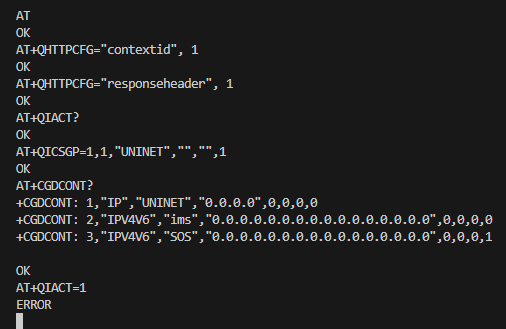 AT
OK
AT+QHTTPCFG="contextid", 1
OK
AT+QHTTPCFG="responseheader", 1
OK
AT+QIACT?
OK
AT+QICSGP=1,1,"UNINET","","",1
OK
AT+CGDCONT?
+CGDCONT: 1,"IP","UNINET","0.0.0.0",0,0,0,0
+CGDCONT: 2,"IPV4V6","ims","0.0.0.0.0.0.0.0.0.0.0.0.0.0.0.0",0,0,0,0
+CGDCONT: 3,"IPV4V6","SOS","0.0.0.0.0.0.0.0.0.0.0.0.0.0.0.0",0,0,0,1
OK
AT+QIACT=1
ERROR